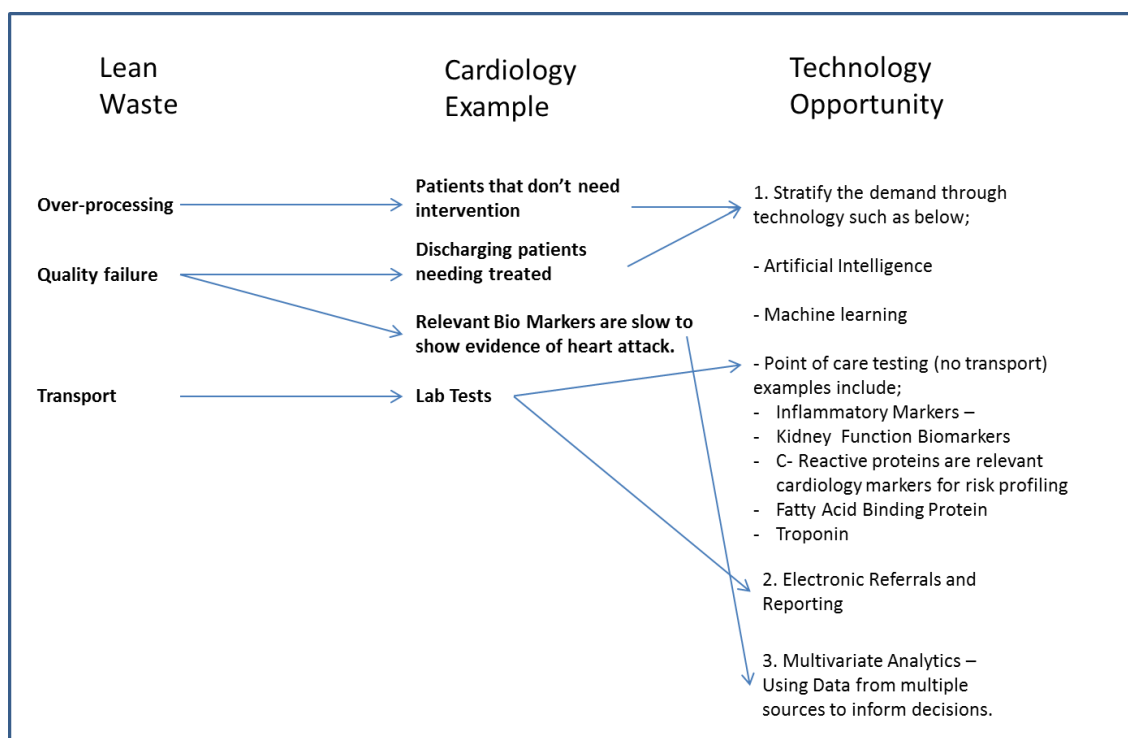 Lean
Waste
Cardiology
Example
Technology
Opportunity
Over-processing
Patients that don’t need
intervention
1. Stratify the demand through
technology such as below;
Quality failure
Discharging patients
needing treated
- Artificial Intelligence
Relevant Bio Markers are slow to
show evidence of heart attack.
- Machine learning
Transport
Lab Tests
- Point of care testing (no transport)
examples include;
- Inflammatory Markers –
- Kidney Function Biomarkers
- C- Reactive proteins are relevant
cardiology markers for risk profiling
- Fatty Acid Binding Protein
- Troponin
2. Electronic Referrals and
Reporting
3. Multivariate Analytics –
Using Data from multiple
sources to inform decisions.